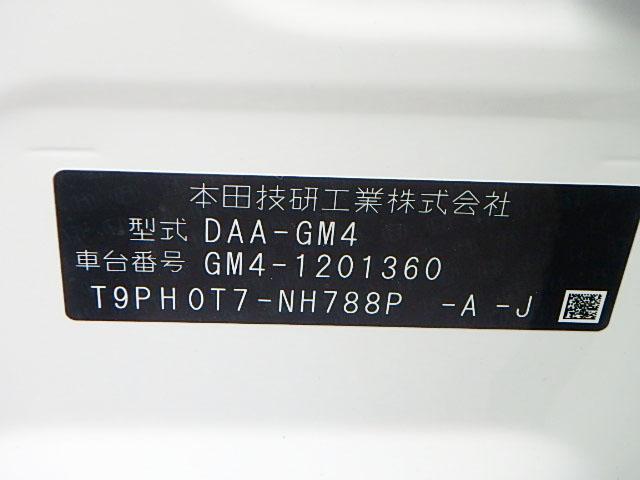 本田技研工業株式会社
型式 DAA-GM4
車台番号 GM4-1201360
T9PH0T7-NH788P -A -J